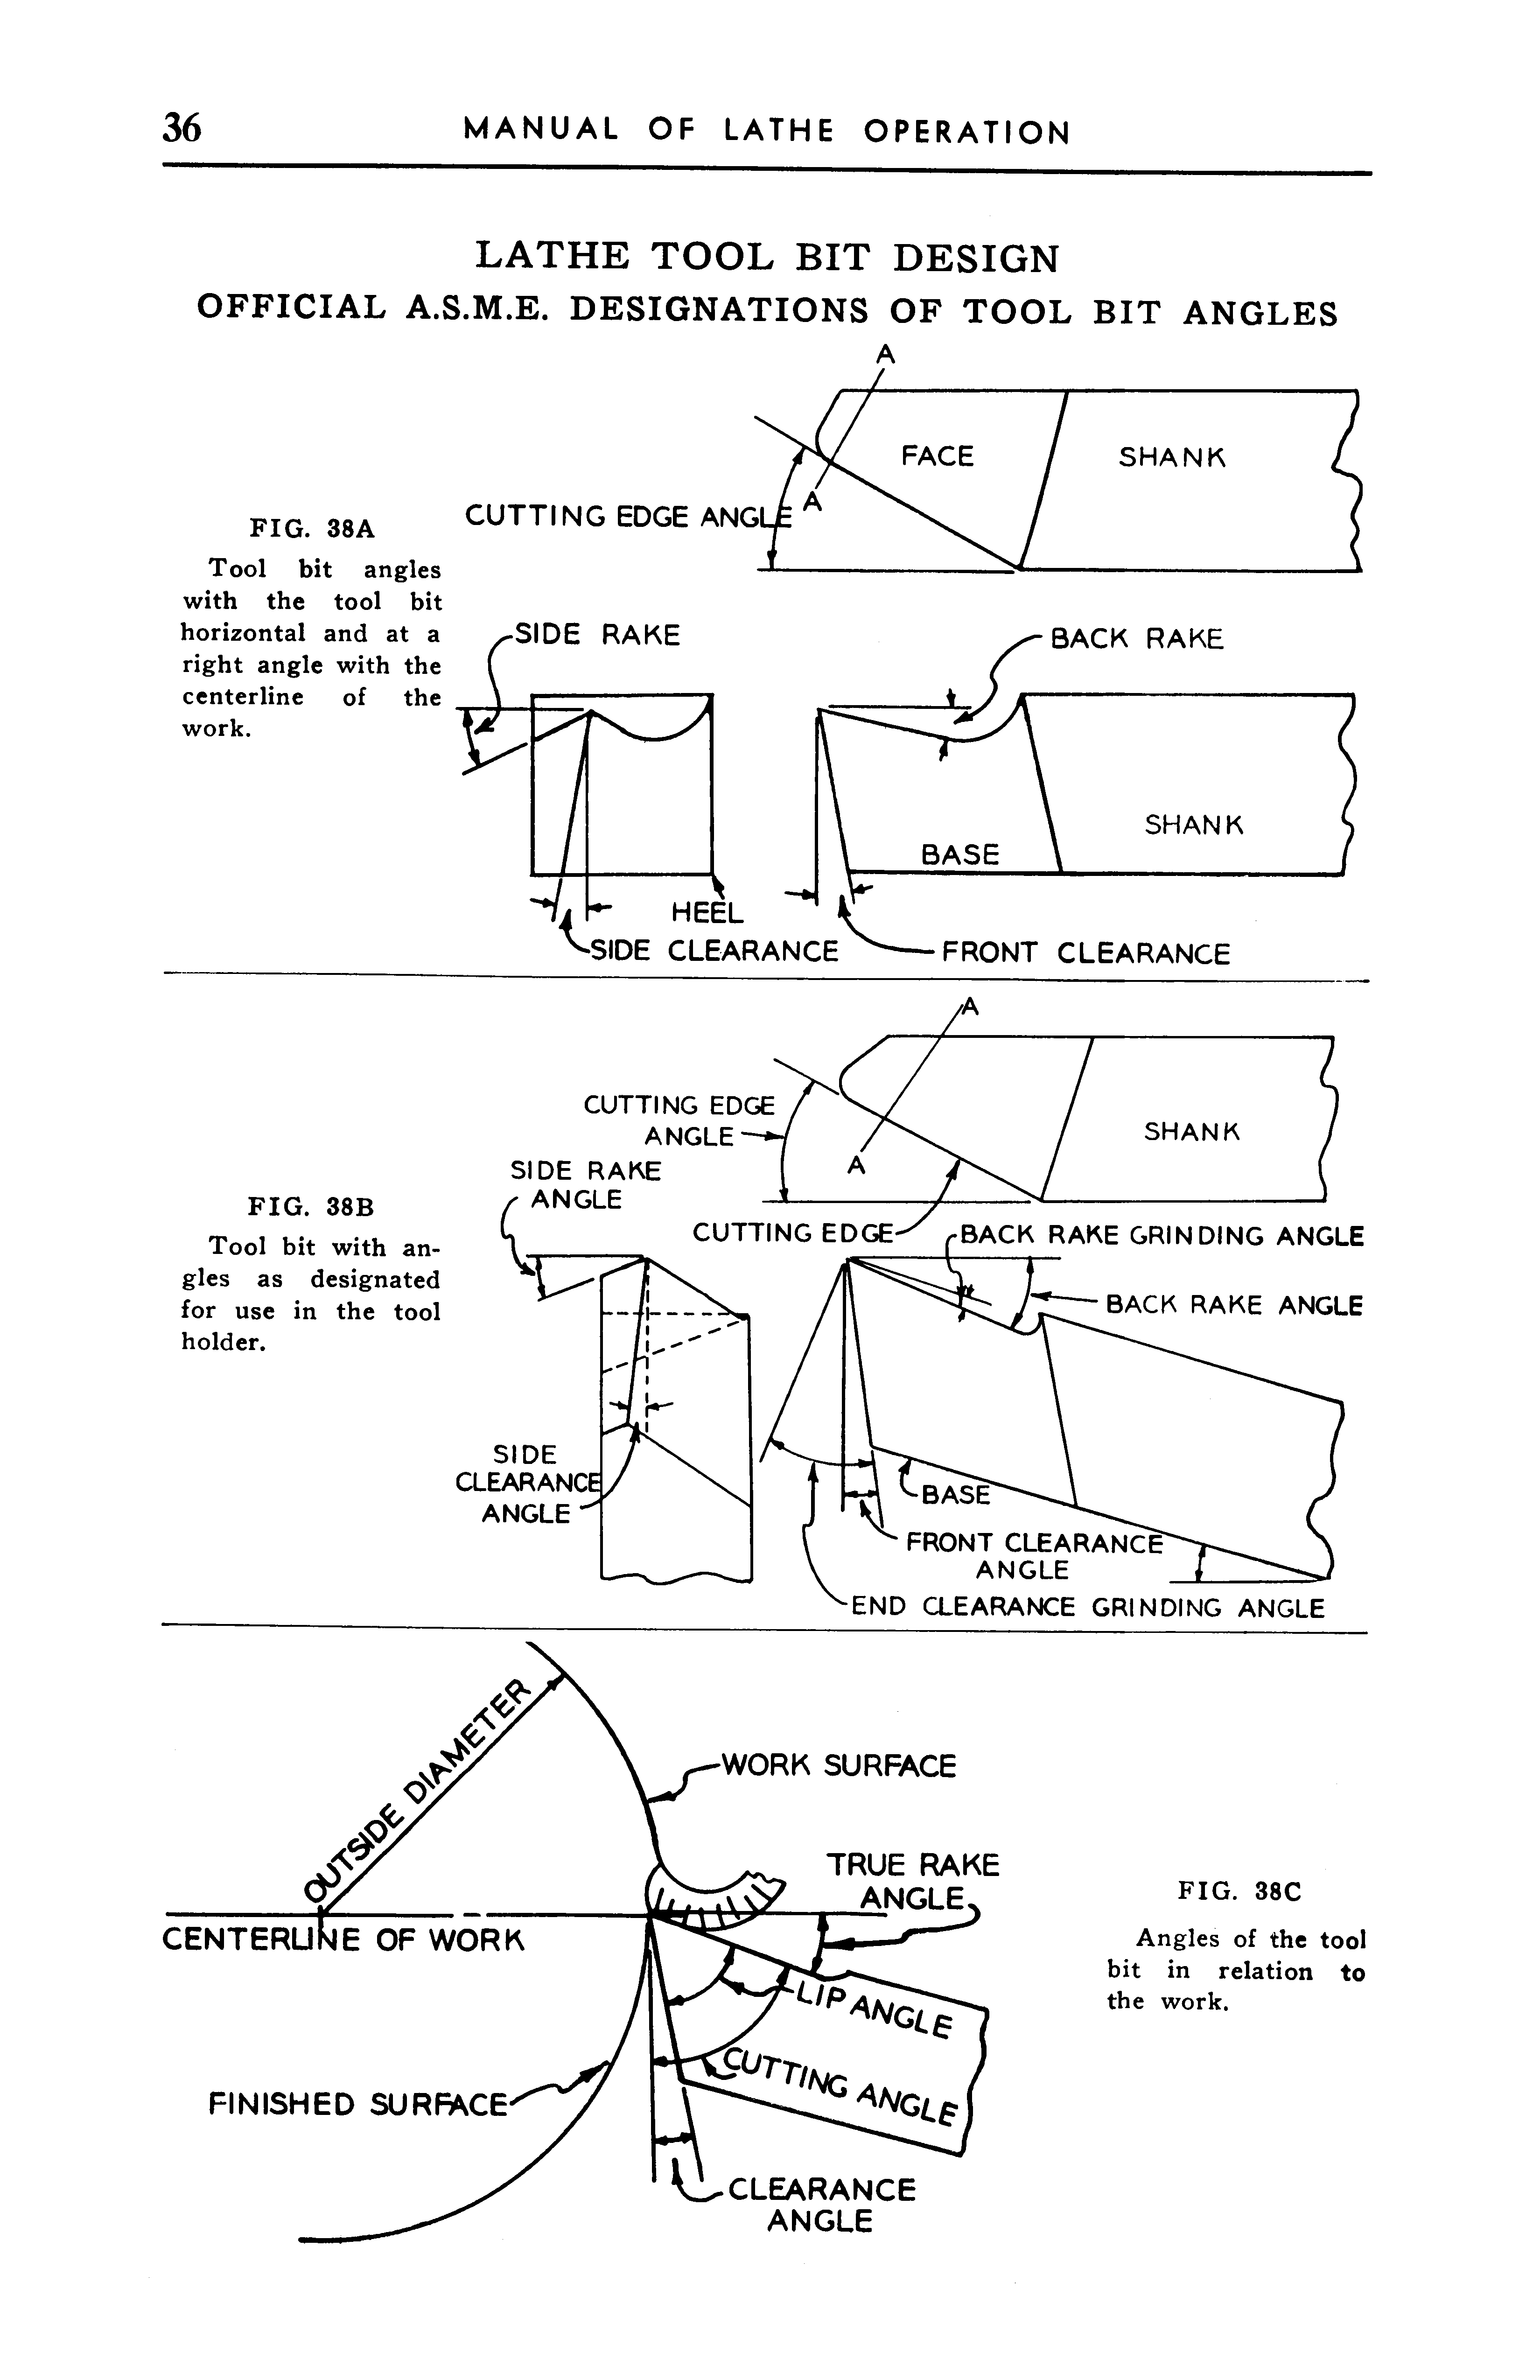 36
MANUAL OF LATHE OPERATION
LATHE TOOL BIT DESIGN
OFFICIAL A.S.M.E. DESIGNATIONS OF TOOL BIT ANGLES
A
FACE
SHANK
A
CUTTING EDGE ANGLE
FIG. 38A
Tool bit angles
with the tool bit
horizontal and at a
right angle with the
centerline of the
work.
SIDE RAKE
BACK RAKE
SHANK
BASE
HEEL
SIDE CLEARANCE
FRONT CLEARANCE
A
CUTTING EDGE
ANGLE
SHANK
A
SIDE RAKE
ANGLE
FIG. 38B
Tool bit with an-
gles as designated
for use in the tool
holder.
CUTTING EDGE
BACK RAKE GRINDING ANGLE
BACK RAKE ANGLE
SIDE
CLEARANCE
ANGLE
BASE
FRONT CLEARANCE
ANGLE
END CLEARANCE GRINDING ANGLE
OUTSIDE DIAMETER
WORK SURFACE
TRUE RAKE
ANGLE
CENTERLINE OF WORK
FIG. 38C
Angles of the tool
bit in relation to
the work.
LIP ANGLE
CUTTING ANGLE
FINISHED SURFACE
CLEARANCE
ANGLE